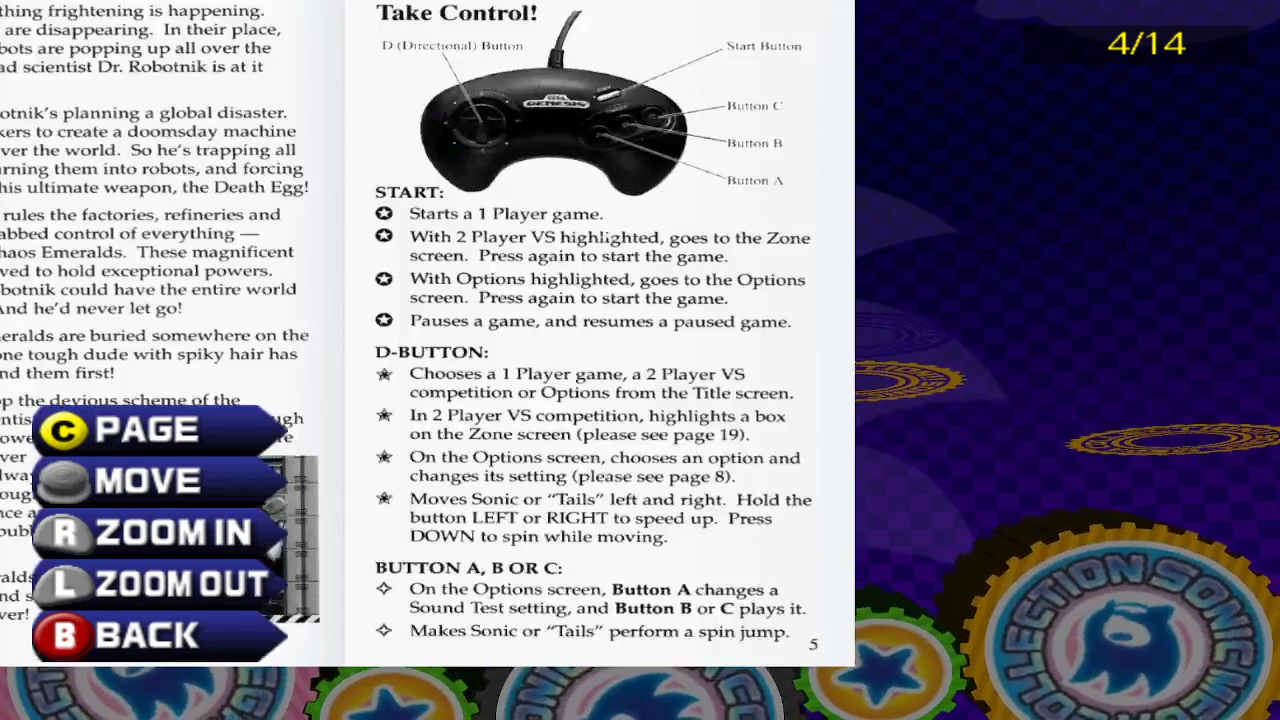 thing frightening is happening.
are disappearing. In their place,
bots are popping up all over the
ad scientist Dr. Robotnik is at it
otnik's planning a global disaster.
kers to create a doomsday machine
ver the world. So he's trapping all
urning them into robots, and forcing
his ultimate weapon, the Death Egg!
rules the factories, refineries and
abbed control of everything —
haos Emeralds. These magnificent
ved to hold exceptional powers.
obotnik could have the entire world
And he'd never let go!
neralds are buried somewhere on the
one tough dude with spiky hair has
nd them first!
op the devious scheme of the
C PAGE
MOVE
R ZOOM IN
L ZOOM OUT
B BACK
Take Control!
D (Directional) Button
Start Button
Button C
Button B
Button A
SEGA
GENESIS
START:
Starts a 1 Player game.
With 2 Player VS highlighted, goes to the Zone
screen. Press again to start the game.
With Options highlighted, goes to the Options
screen. Press again to start the game.
Pauses a game, and resumes a paused game.
D-BUTTON:
Chooses a 1 Player game, a 2 Player VS
competition or Options from the Title screen.
In 2 Player VS competition, highlights a box
on the Zone screen (please see page 19).
On the Options screen, chooses an option and
changes its setting (please see page 8).
Moves Sonic or “Tails” left and right. Hold the
button LEFT or RIGHT to speed up. Press
DOWN to spin while moving.
BUTTON A, B OR C:
On the Options screen, Button A changes a
Sound Test setting, and Button B or C plays it.
Makes Sonic or “Tails” perform a spin jump.
5
4/14
COLLECTION SONIC